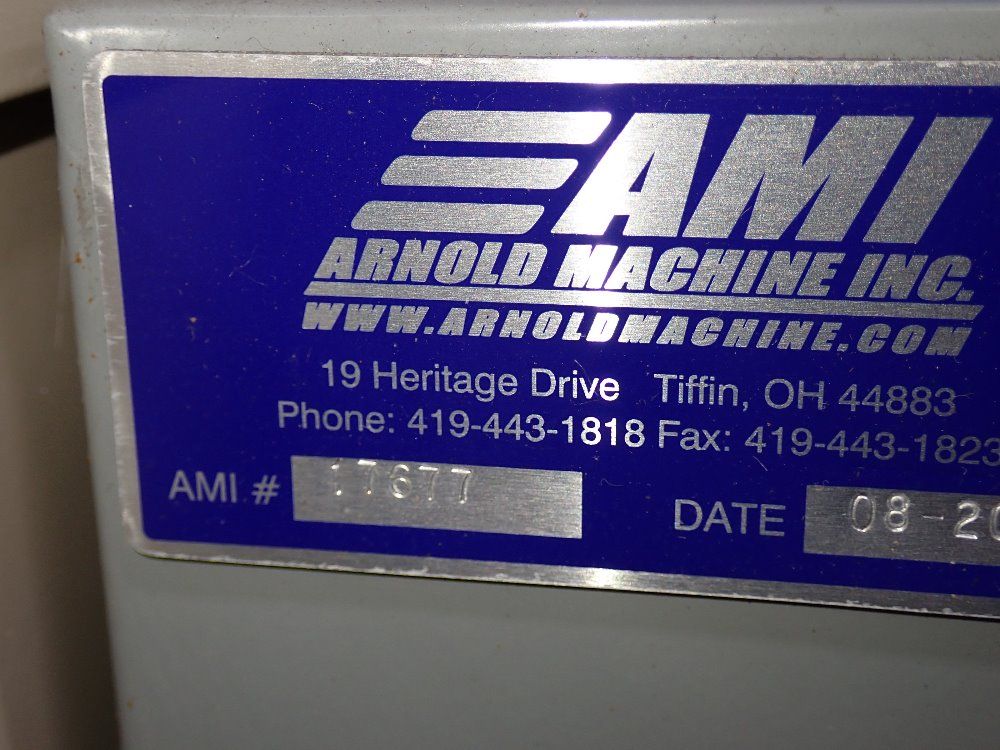 AMI
ARNOLD MACHINE INC.
WWW.ARNOLDMACHINE.COM
19 Heritage Drive Tiffin, OH 44883
Phone: 419-443-1818 Fax: 419-443-1823
AMI # 17677 DATE 08-20